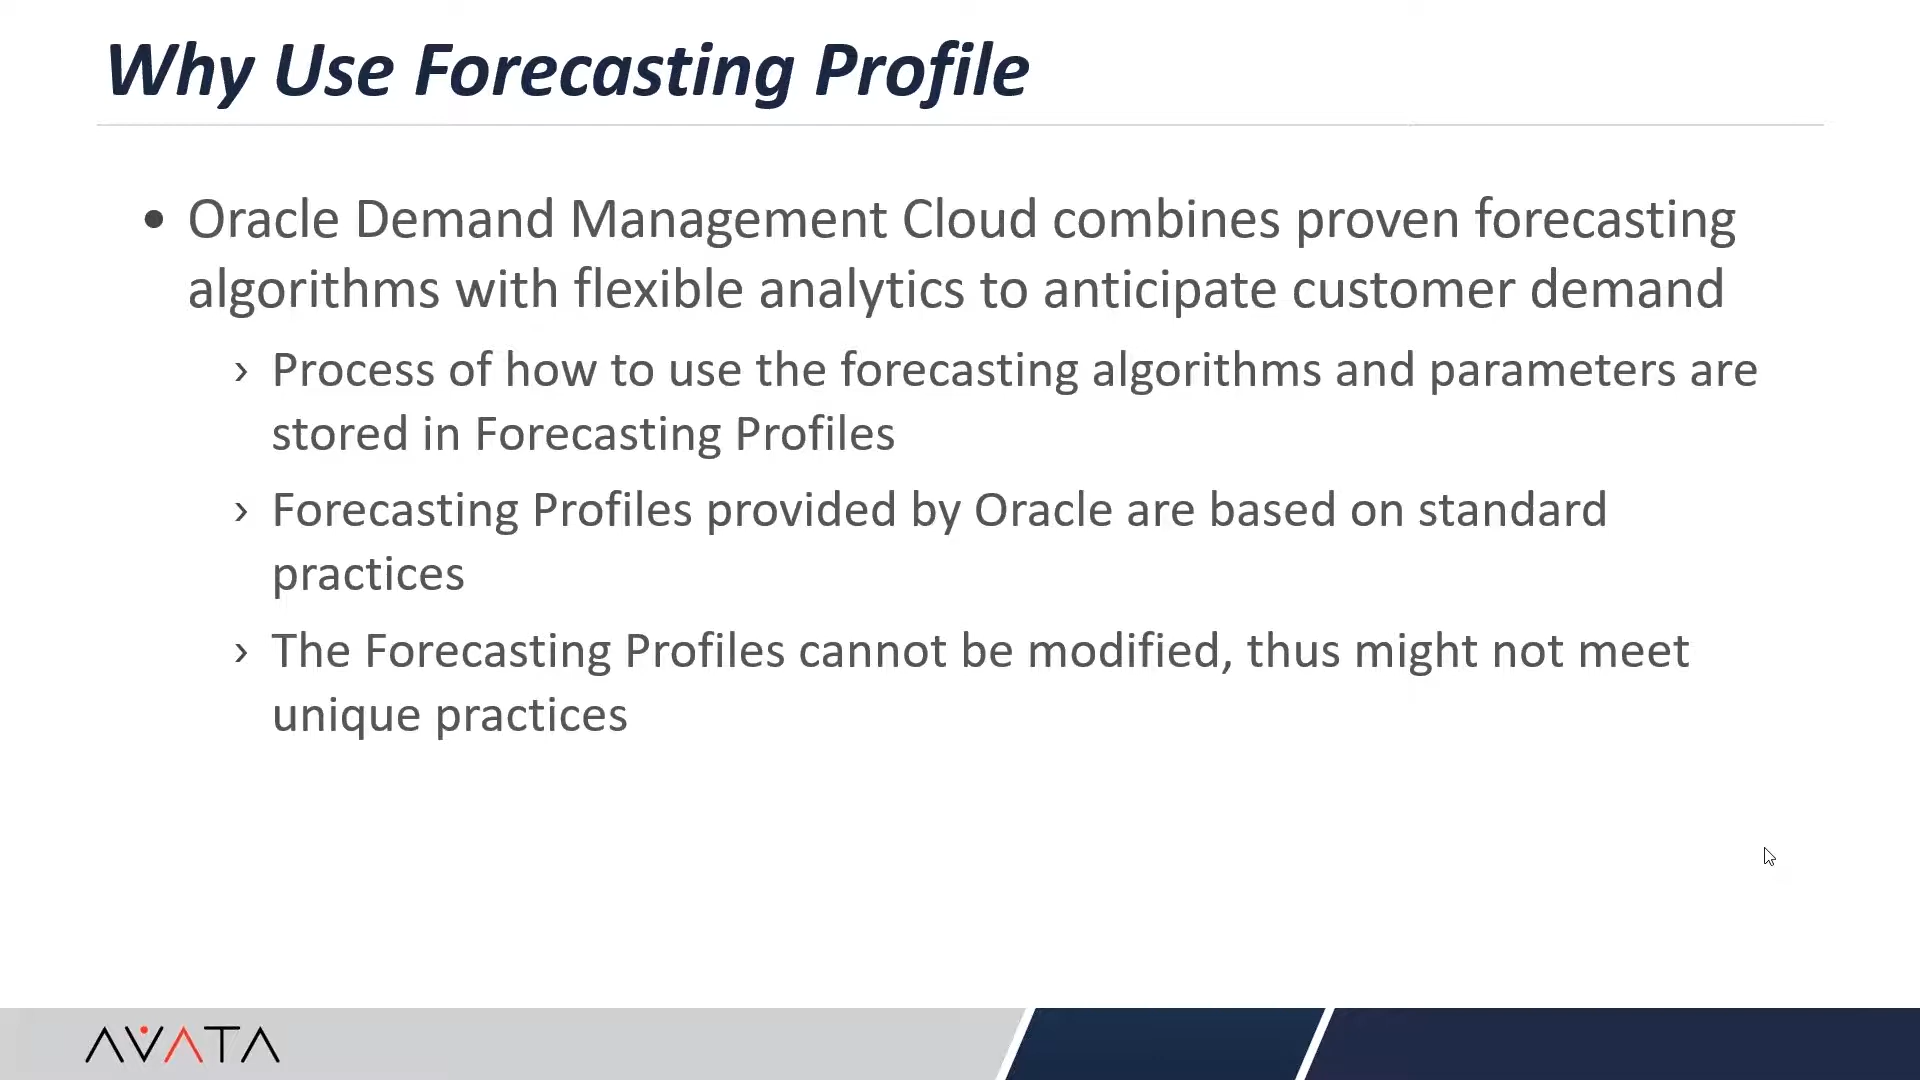 Why Use Forecasting Profile
• Oracle Demand Management Cloud combines proven forecasting
algorithms with flexible analytics to anticipate customer demand
› Process of how to use the forecasting algorithms and parameters are
stored in Forecasting Profiles
› Forecasting Profiles provided by Oracle are based on standard
practices
› The Forecasting Profiles cannot be modified, thus might not meet
unique practices
AVATA